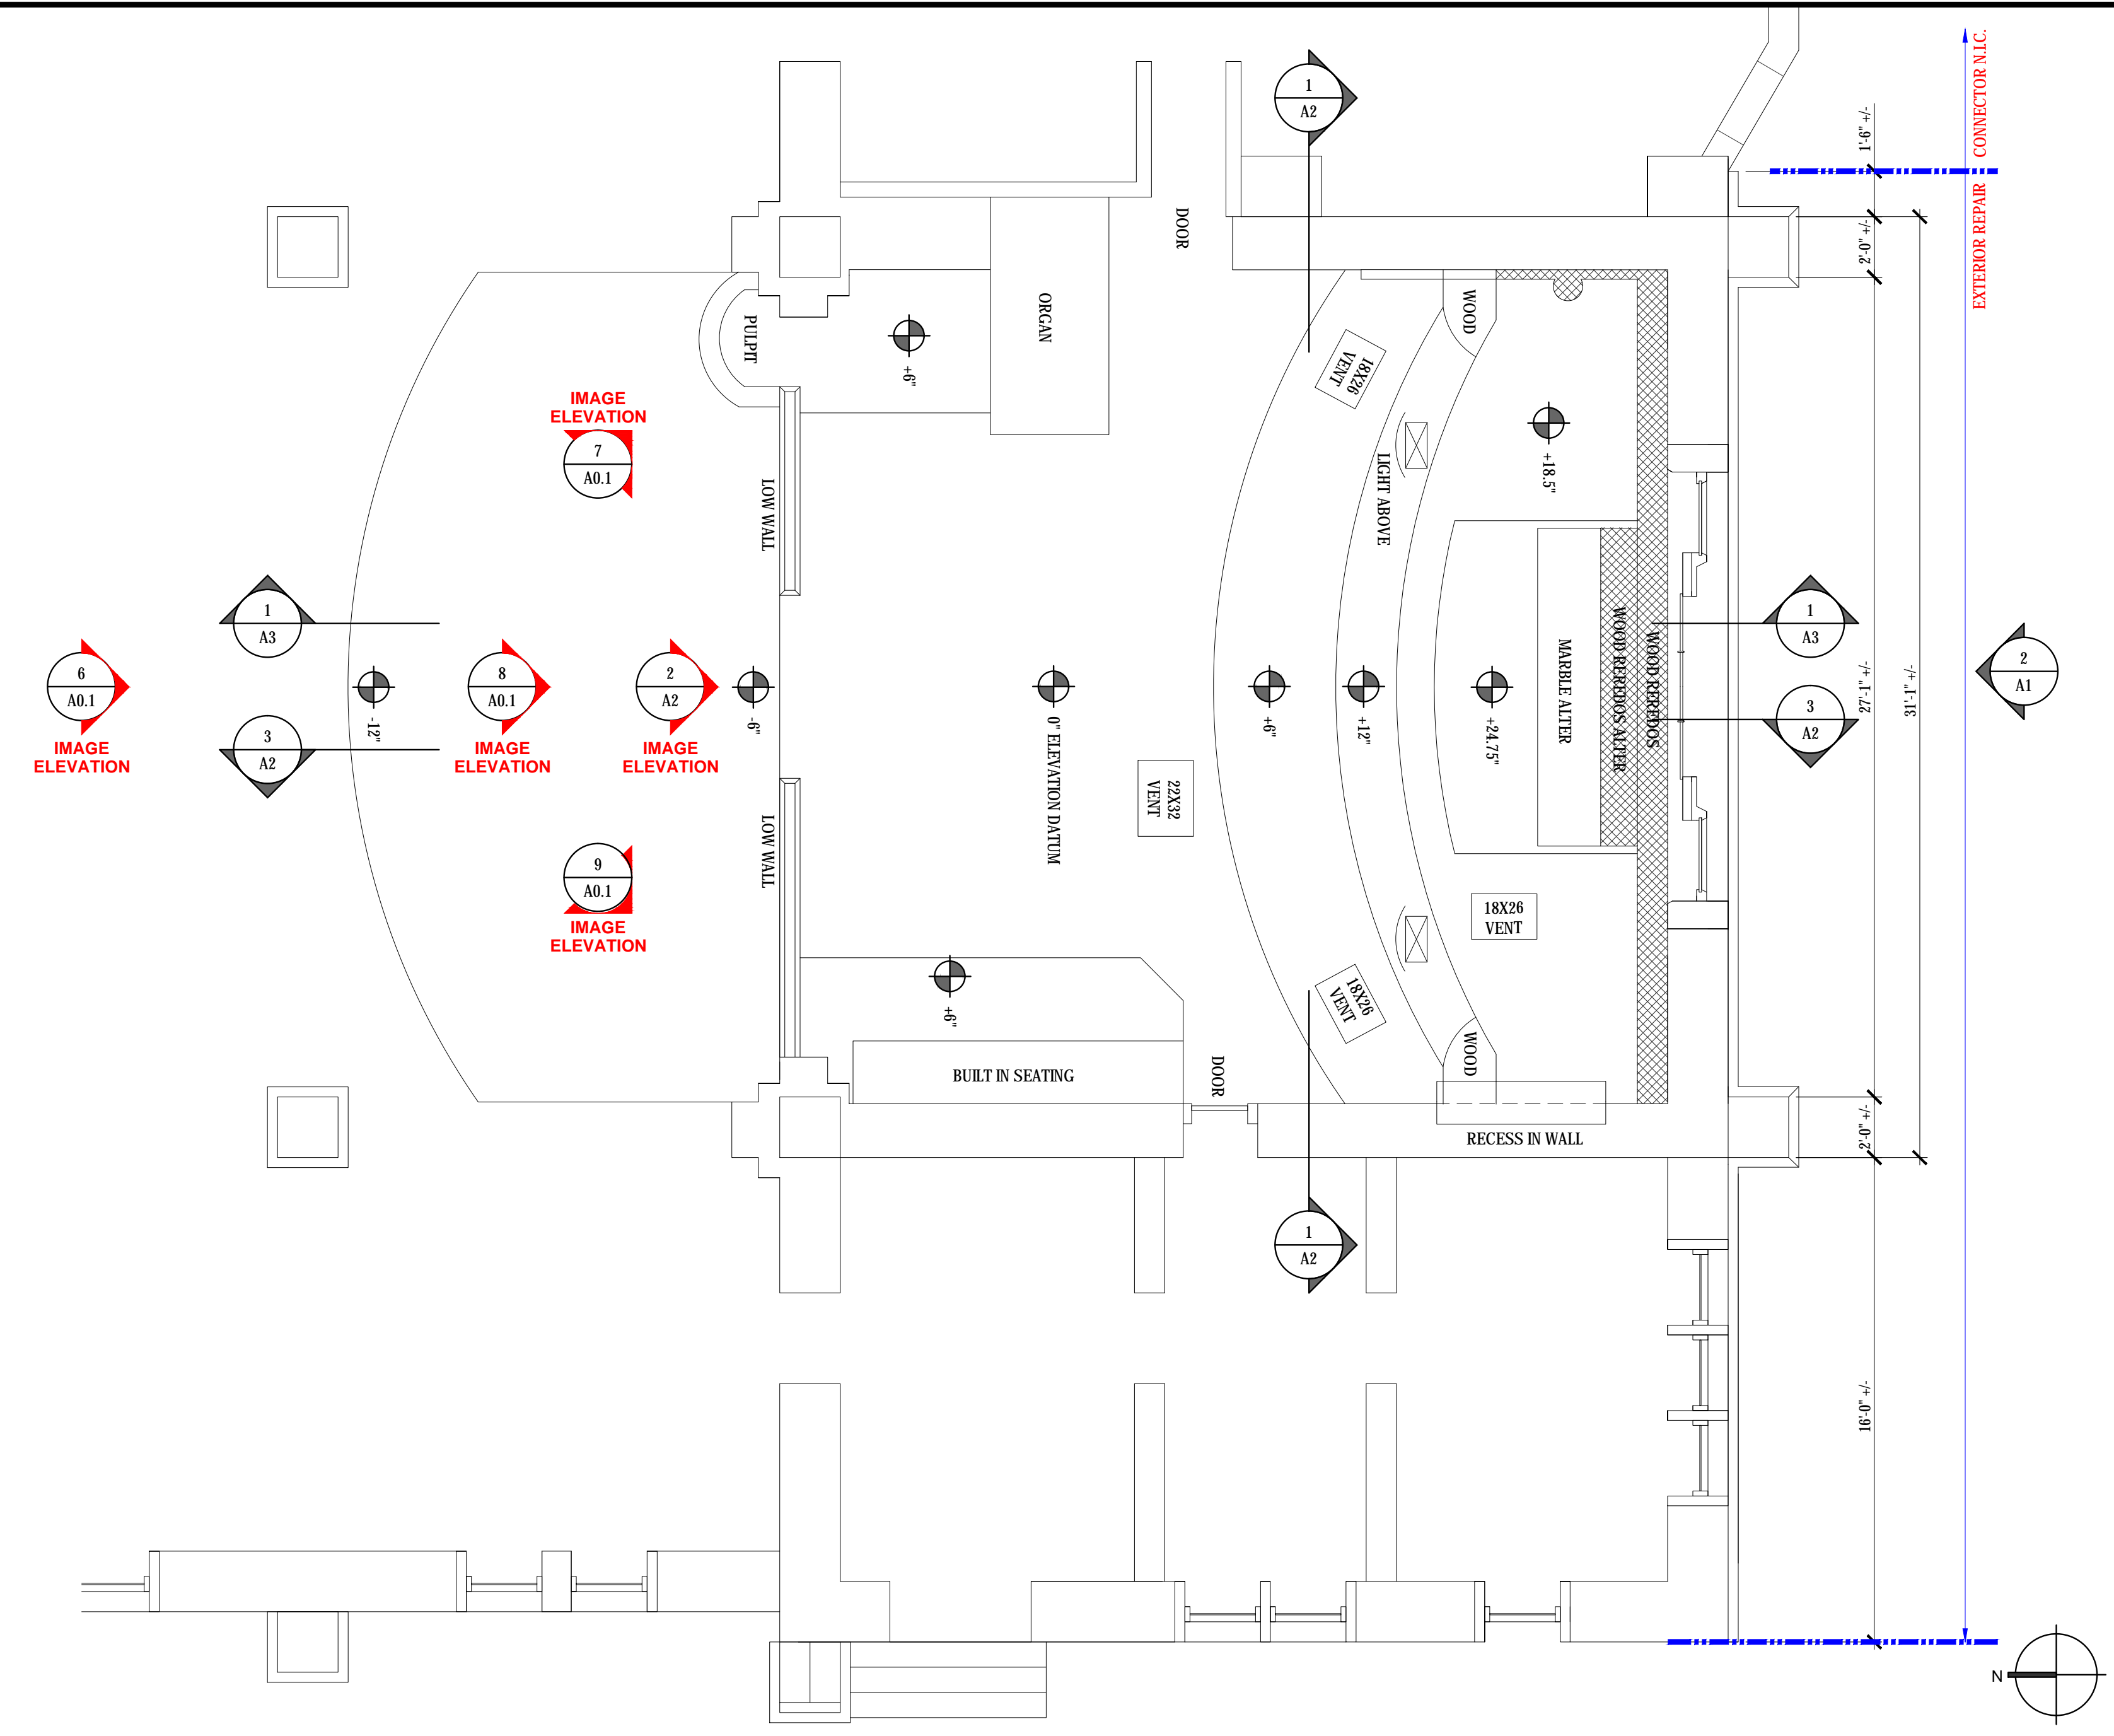 1
A2
CONNECTOR N.I.C.
EXTERIOR REPAIR
1'-6" +/-
2'-0" +/-
DOOR
ORGAN
PULPIT
+6"
WOOD
18X26
VENT
IMAGE
ELEVATION
7
A0.1
LOW WALL
LIGHT ABOVE
+18.5"
1
A3
6
A0.1
IMAGE
ELEVATION
3
A2
-12"
8
A0.1
IMAGE
ELEVATION
2
A2
IMAGE
ELEVATION
-6"
0" ELEVATION DATUM
+6"
+12"
+24.75"
MARBLE ALTER
WOOD REREDOS ALTER
WOOD REREDOS
1
A3
3
A2
27'-1" +/-
31'-1" +/-
2
A1
22X32
VENT
LOW WALL
9
A0.1
IMAGE
ELEVATION
18X26
VENT
+6"
18X26
VENT
BUILT IN SEATING
DOOR
WOOD
RECESS IN WALL
2'-0" +/-
1
A2
16'-0" +/-
N